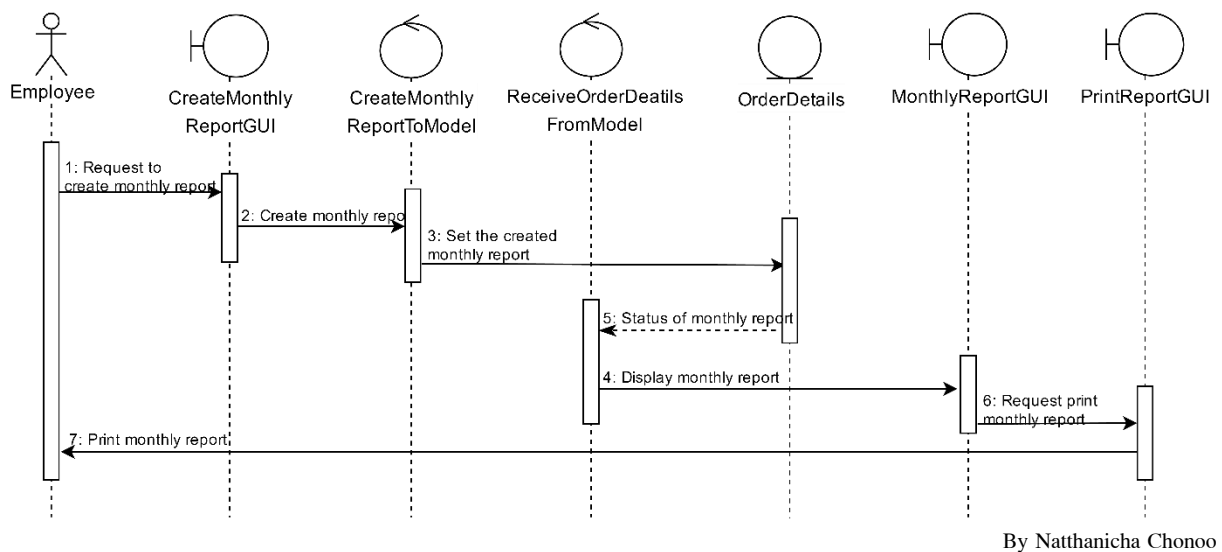 Employee
CreateMonthly
ReportGUI
CreateMonthly
ReportToModel
ReceiveOrderDeatils
FromModel
OrderDetails
MonthlyReportGUI
PrintReportGUI
1: Request to
create monthly report
2: Create monthly repo
3: Set the created
monthly report
5: Status of monthly report
4: Display monthly report
6: Request print
monthly report
7: Print monthly report
By Natthanicha Chonoo